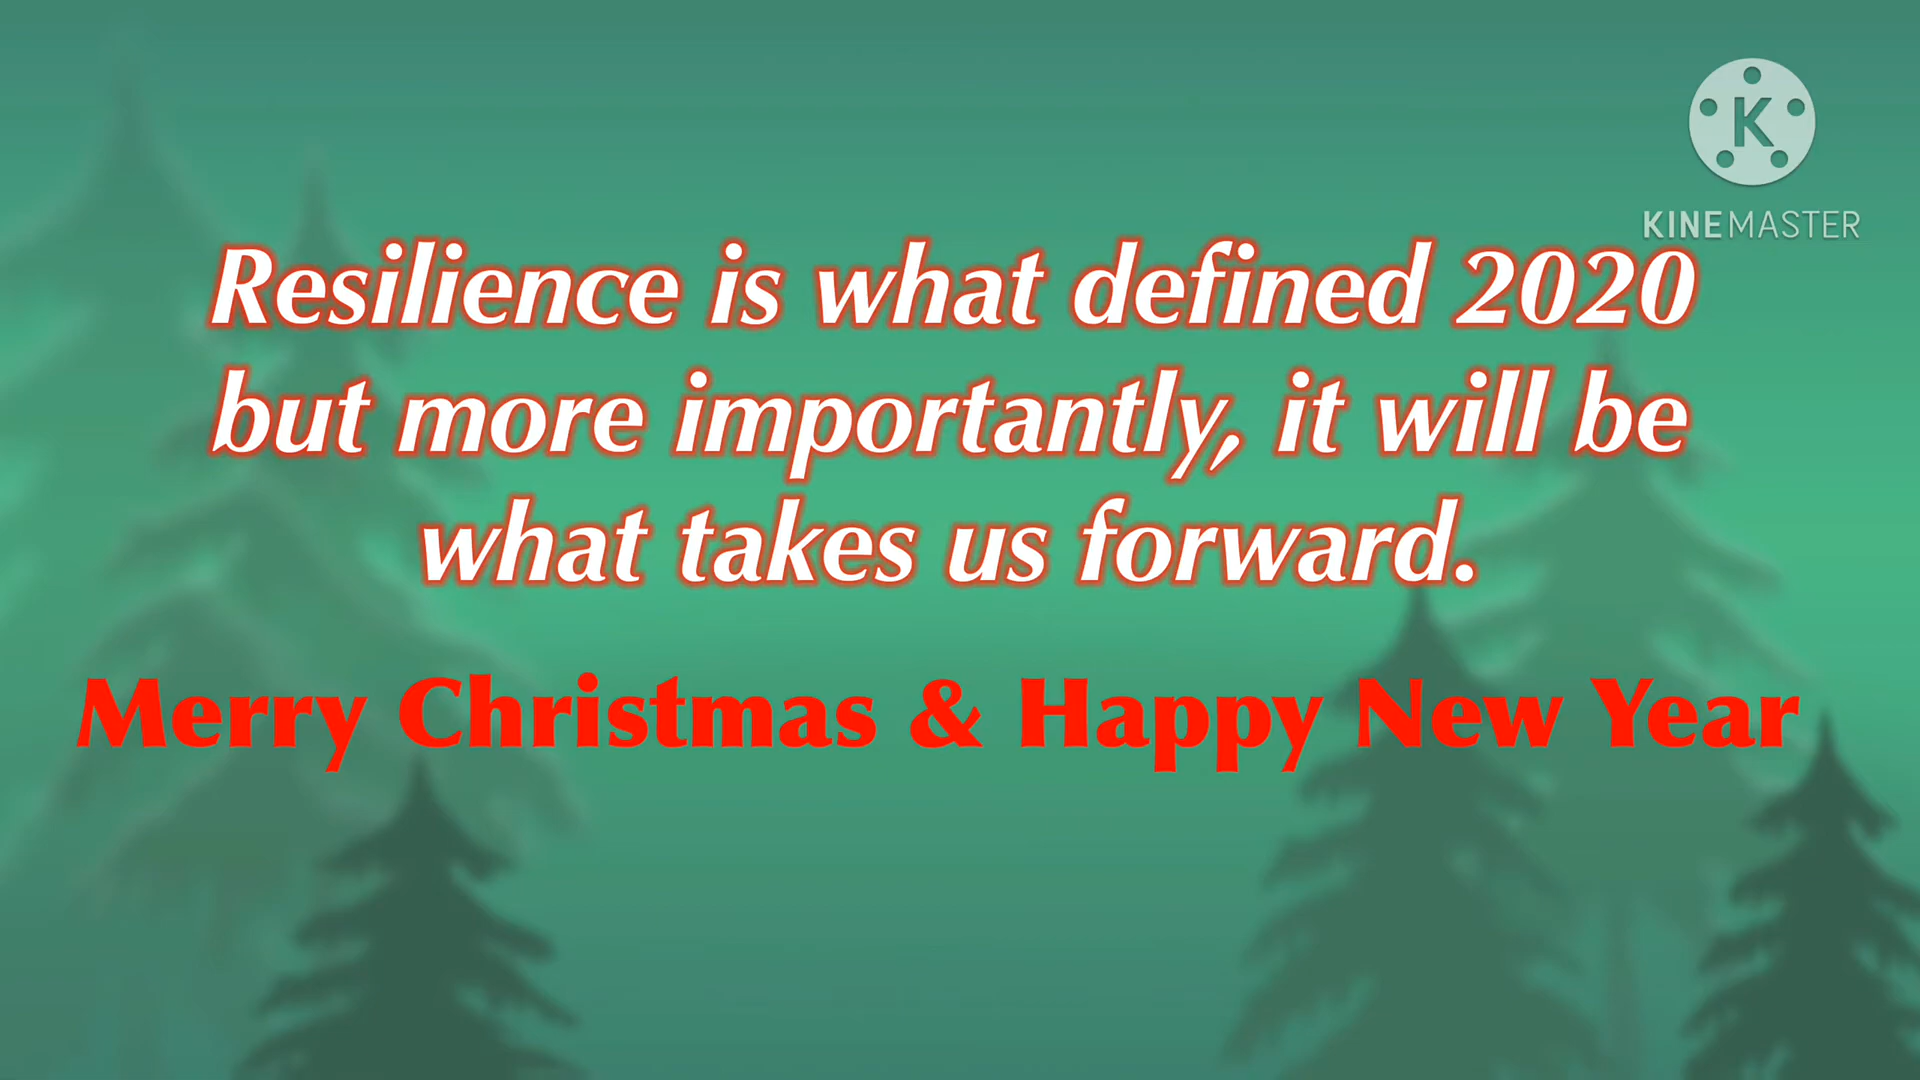 K
KINEMASTER
Resilience is what defined 2020
but more importantly, it will be
what takes us forward.
Merry Christmas & Happy New Year